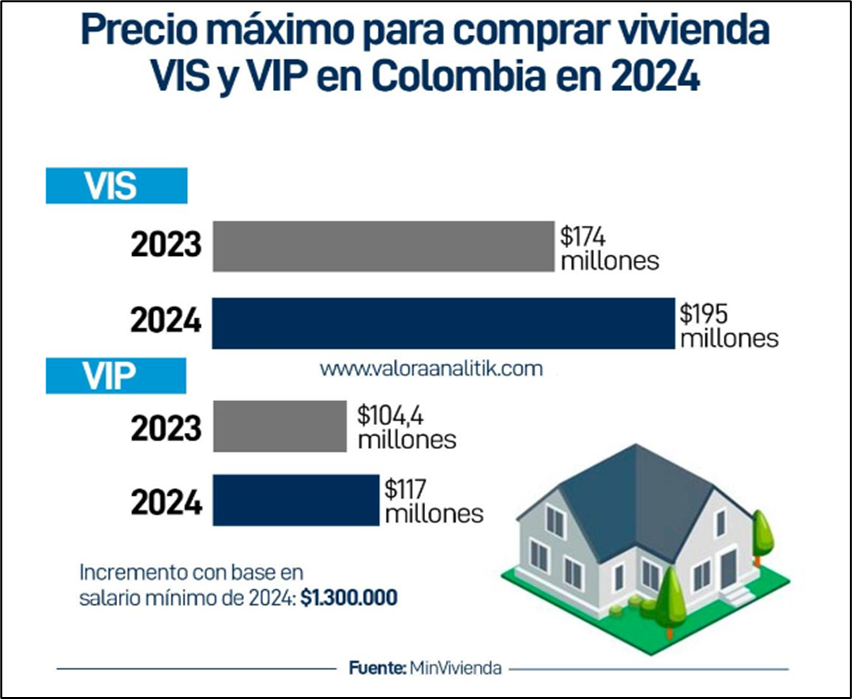 Precio máximo para comprar vivienda
VIS y VIP en Colombia en 2024
VIS
2023
$174
millones
2024
$195
millones
www.valoraanalitik.com
VIP
2023
$104,4
millones
2024
$117
millones
Incremento con base en
salario mínimo de 2024: $1.300.000
Fuente: MinVivienda